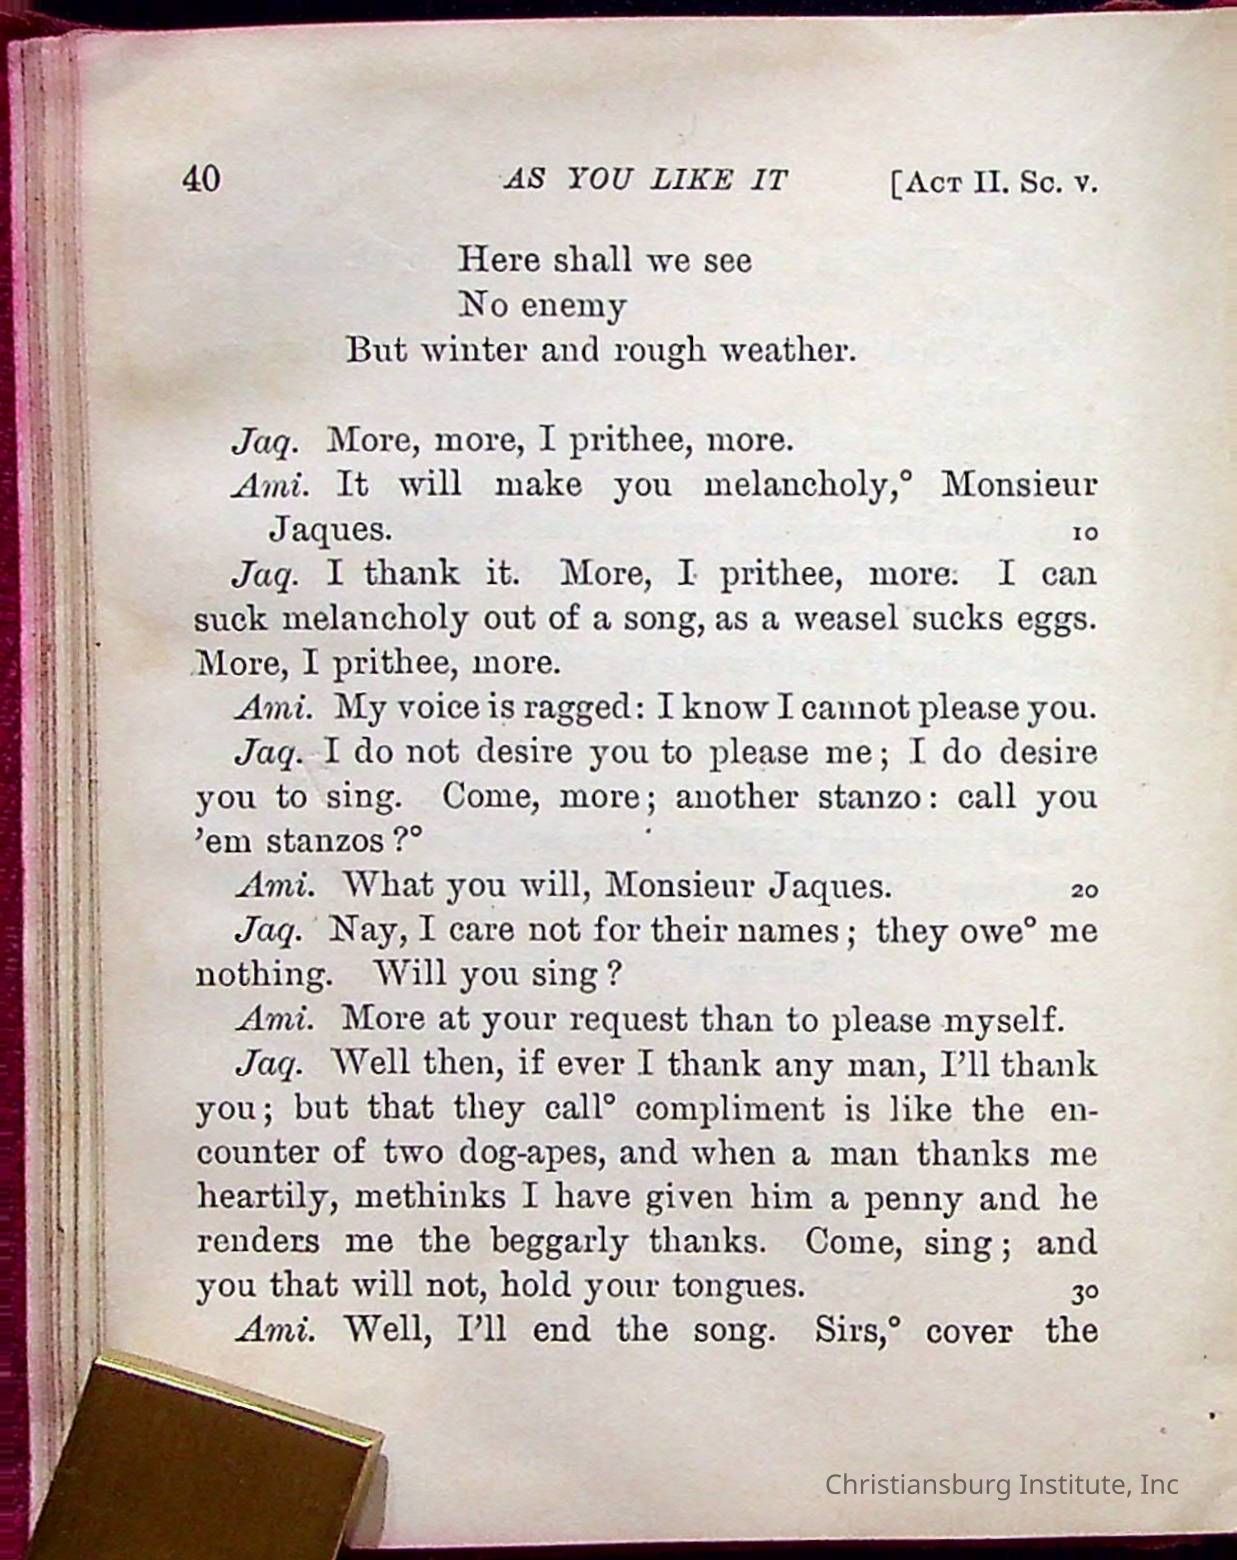 40 AS YOU LIKE IT [ACT II. Sc. v.
Here shall we see
No enemy
But winter and rough weather.
Jaq. More, more, I prithee, more.
Ami. It will make you melancholy,° Monsieur
Jaques. 10
Jaq. I thank it. More, I prithee, more. I can
suck melancholy out of a song, as a weasel sucks eggs.
More, I prithee, more.
Ami. My voice is ragged: I know I cannot please you.
Jaq. I do not desire you to please me; I do desire
you to sing. Come, more; another stanzo: call you
’em stanzos?°
Ami. What you will, Monsieur Jaques. 20
Jaq. Nay, I care not for their names; they owe° me
nothing. Will you sing?
Ami. More at your request than to please myself.
Jaq. Well then, if ever I thank any man, I’ll thank
you; but that they call° compliment is like the en-
counter of two dog-apes, and when a man thanks me
heartily, methinks I have given him a penny and he
renders me the beggarly thanks. Come, sing; and
you that will not, hold your tongues. 30
Ami. Well, I’ll end the song. Sirs,° cover the
Christiansburg Institute, Inc